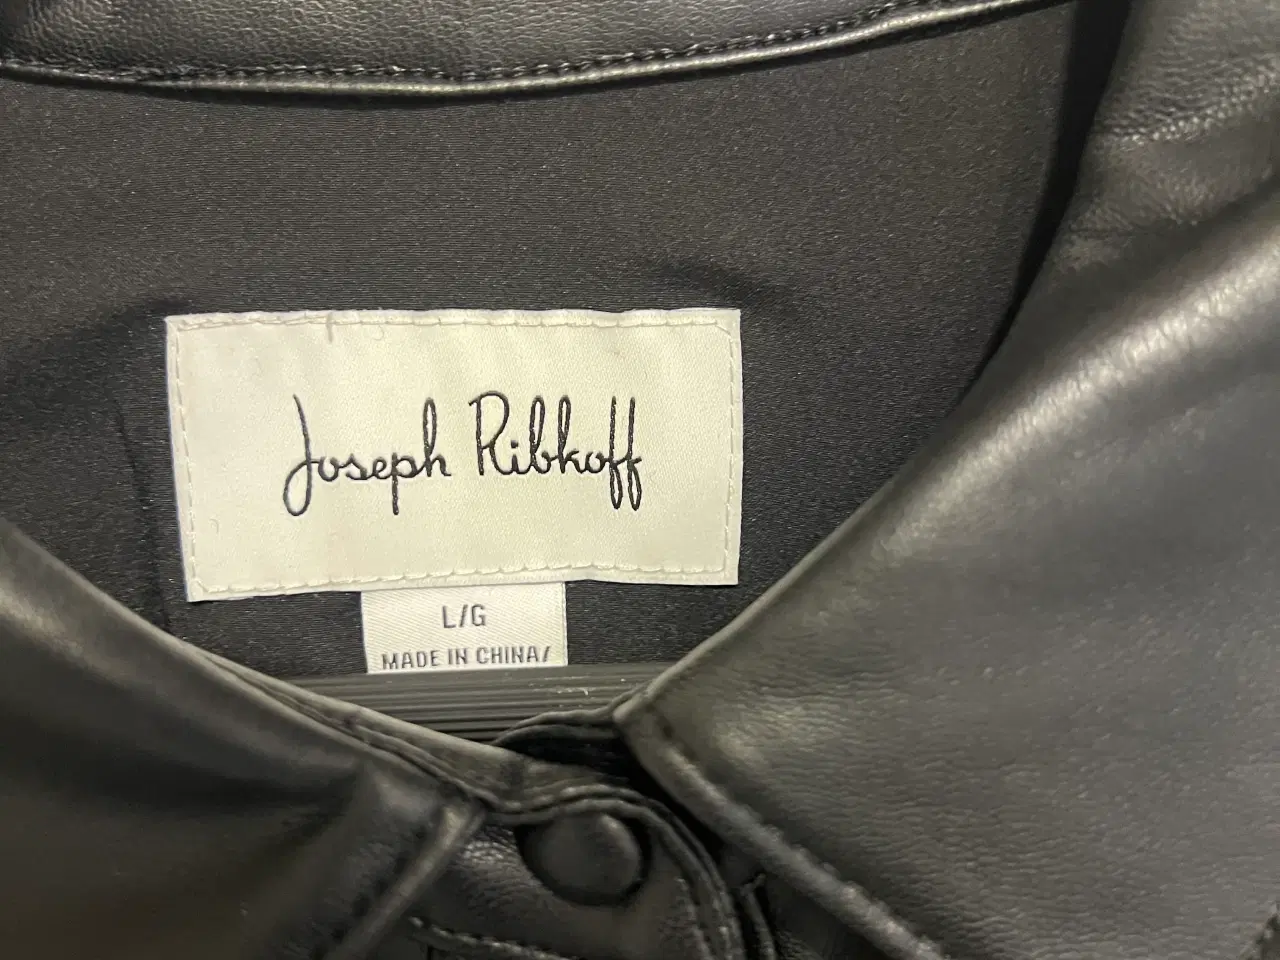 Joseph Ribkoff
L/G
MADE IN CHINA/